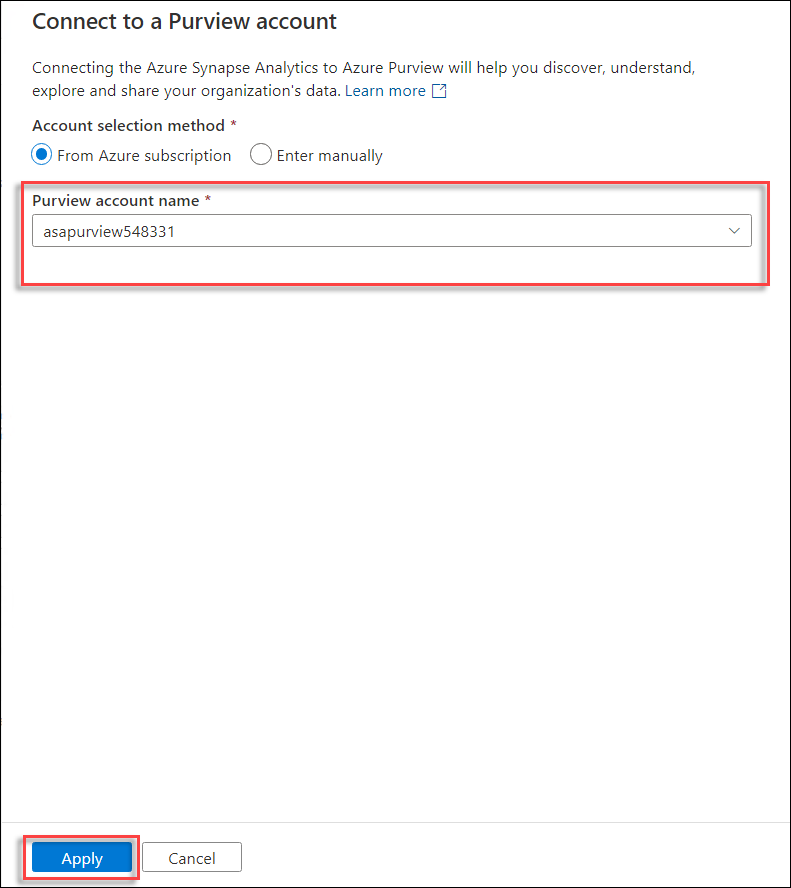 Connect to a Purview account
Connecting the Azure Synapse Analytics to Azure Purview will help you discover, understand,
explore and share your organization's data. Learn more
Account selection method *
From Azure subscription Enter manually
Purview account name *
asapurview548331
Apply Cancel